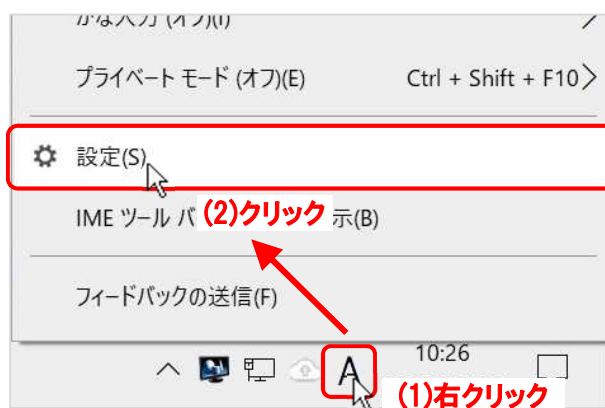 かな入力 (オフ)(I)
プライベート モード (オフ)(E) Ctrl + Shift + F10
設定(S)
IME ツール バ (2)クリック 示(B)
フィードバックの送信(F)
A 10:26
(1)右クリック